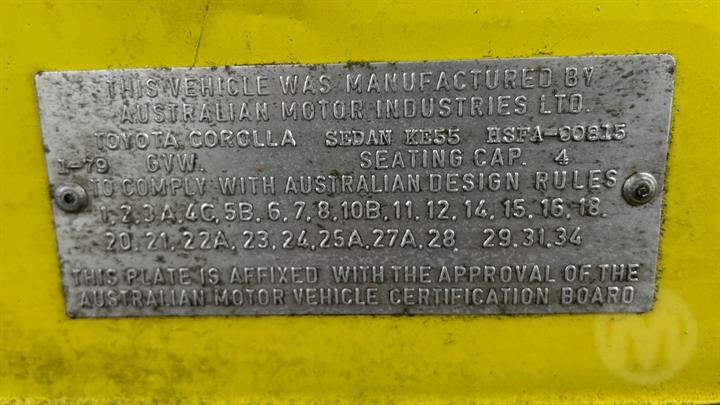 THIS VEHICLE WAS MANUFACTURED BY
AUSTRALIAN MOTOR INDUSTRIES LTD.
TOYOTA COROLLA SEDAN KE55 HSFA-00815
1-79 GVW. SEATING CAP. 4
TO COMPLY WITH AUSTRALIAN DESIGN RULES
1, 2, 3A, 4C, 5B, 6, 7, 8, 10B, 11, 12, 14, 15, 16, 18.
20, 21, 22A, 23, 24, 25A, 27A, 28 29.31.34
THIS PLATE IS AFFIXED WITH THE APPROVAL OF THE
AUSTRALIAN MOTOR VEHICLE CERTIFICATION BOARD
M